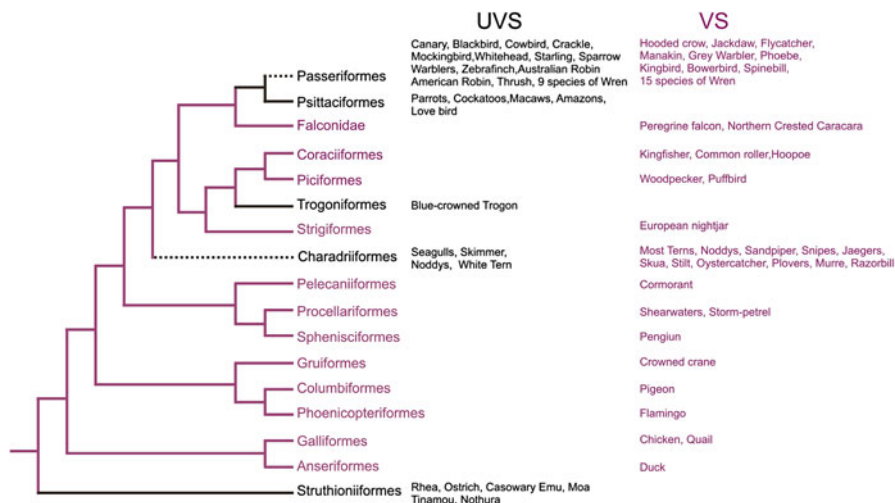 UVS VS
Canary, Blackbird, Cowbird, Crackle,
Mockingbird,Whitehead, Starling, Sparrow
Warblers, Zebrafinch,Australian Robin
American Robin, Thrush, 9 species of Wren
Hooded crow, Jackdaw, Flycatcher,
Manakin, Grey Warbler, Phoebe,
Kingbird, Bowerbird, Spinebill,
15 species of Wren
Passeriformes
Psittaciformes
Parrots, Cockatoos,Macaws, Amazons,
Love bird
Falconidae
Peregrine falcon, Northern Crested Caracara
Coraciiformes
Kingfisher, Common roller,Hoopoe
Piciformes
Woodpecker, Puffbird
Trogoniformes
Blue-crowned Trogon
Strigiformes
European nightjar
Charadriiformes
Seagulls, Skimmer,
Noddys, White Tern
Most Terns, Noddys, Sandpiper, Snipes, Jaegers,
Skua, Stilt, Oystercatcher, Plovers, Murre, Razorbill
Pelecaniiformes
Cormorant
Procellariformes
Shearwaters, Storm-petrel
Sphenisciformes
Pengiun
Gruiformes
Crowned crane
Columbiformes
Pigeon
Phoenicopteriformes
Flamingo
Galliformes
Chicken, Quail
Anseriformes
Duck
Struthioniiformes
Rhea, Ostrich, Casowary Emu, Moa
Tinamou, Nothura